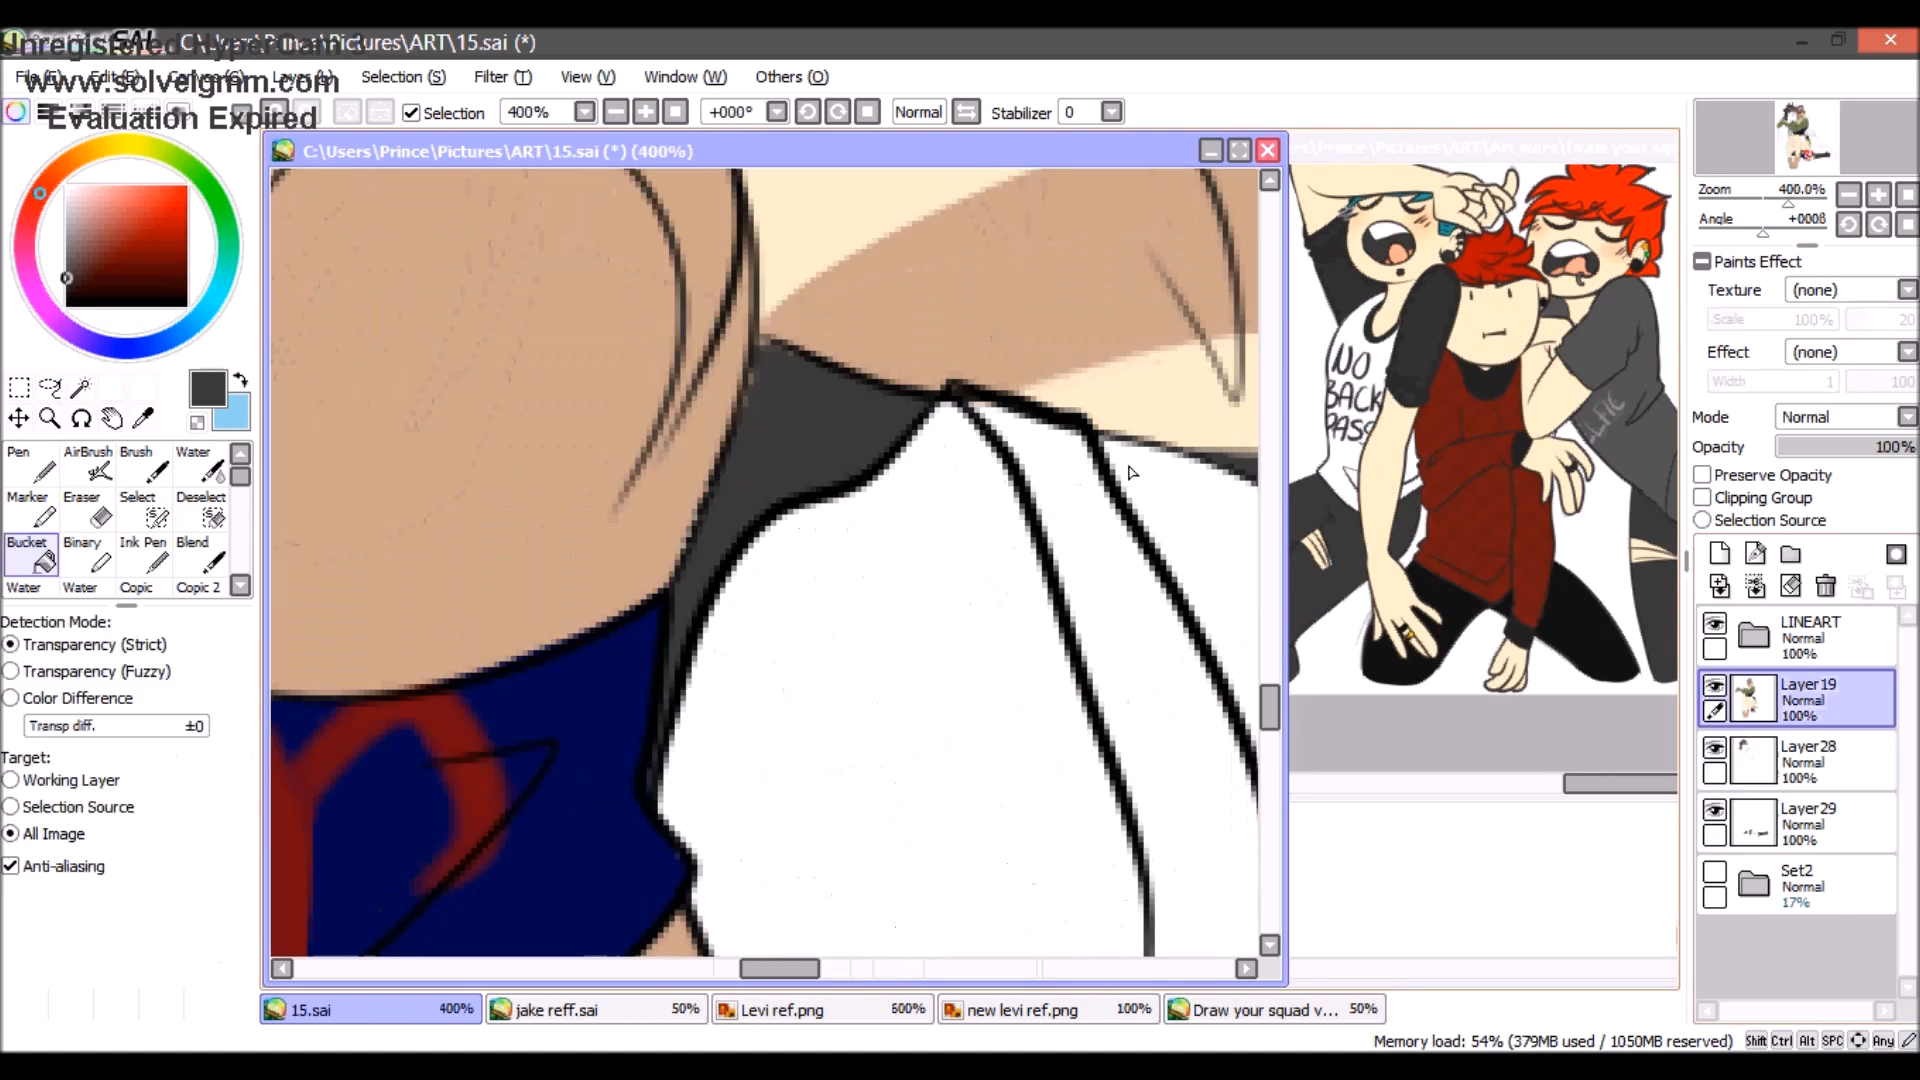 Unregistered HyperCam 3
C:\Users\Prince\Pictures\ART\15.sai (*)
www.solveigmm.com
Evaluation Expired
File (F) Edit (E) Canvas (C) Layer (L) Selection (S) Filter (T) View (V) Window (W) Others (O)
Selection 400% +000° Normal Stabilizer 0
C:\Users\Prince\Pictures\ART\15.sai (*) (400%)
NO
BACK
PASS
Zoom 400.0%
Angle +000ß
Paints Effect
Texture (none)
Scale 100% 20
Effect (none)
Width 1 100
Mode Normal
Opacity 100%
Preserve Opacity
Clipping Group
Selection Source
Pen AirBrush Brush Water
Marker Eraser Select Deselect
Bucket Binary Ink Pen Blend
Water Water Copic Copic 2
Detection Mode:
Transparency (Strict)
Transparency (Fuzzy)
Color Difference
Transp diff. ±0
Target:
Working Layer
Selection Source
All Image
Anti-aliasing
LINEART
Normal
100%
Layer19
Normal
100%
Layer28
Normal
100%
Layer29
Normal
100%
Set2
Normal
17%
15.sai 400% jake reff.sai 50% Levi ref.png 600% new levi ref.png 100% Draw your squad v... 50%
Memory load: 54% (379MB used / 1050MB reserved) Shift Ctrl Alt SPC Any